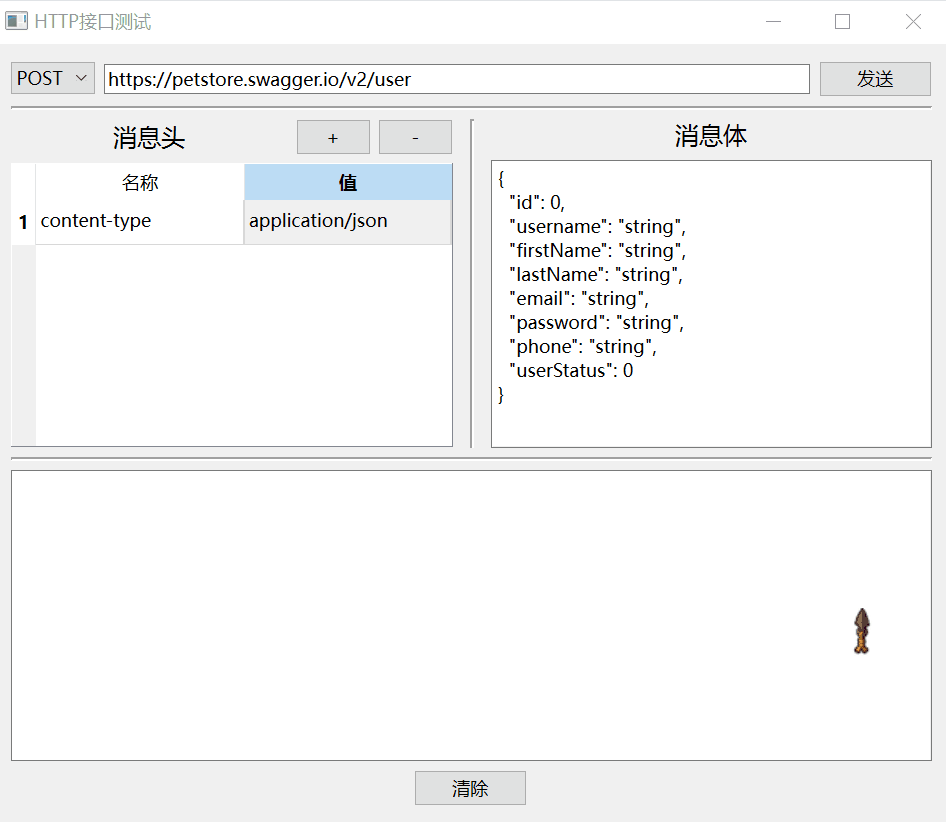 HTTP接口测试
POST https://petstore.swagger.io/v2/user 发送
消息头 + -
名称 值
1 content-type application/json
消息体
{
"id": 0,
"username": "string",
"firstName": "string",
"lastName": "string",
"email": "string",
"password": "string",
"phone": "string",
"userStatus": 0
}
清除